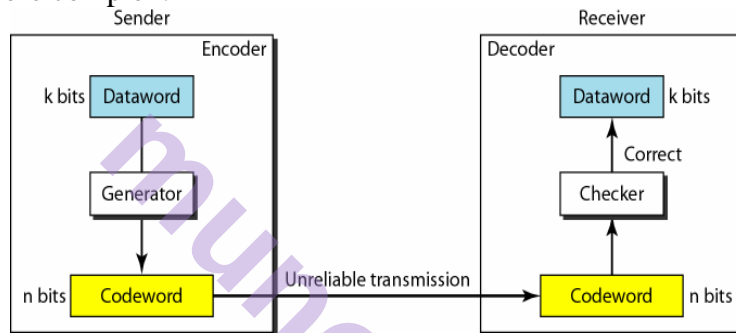 Sender
Receiver
Encoder
Decoder
k bits
Dataword
Dataword
k bits
Correct
Generator
Checker
Unreliable transmission
n bits
Codeword
Codeword
n bits